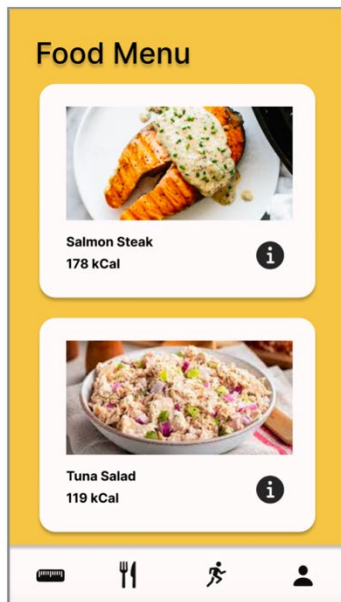 Food Menu
Salmon Steak
178 kCal
Tuna Salad
119 kCal